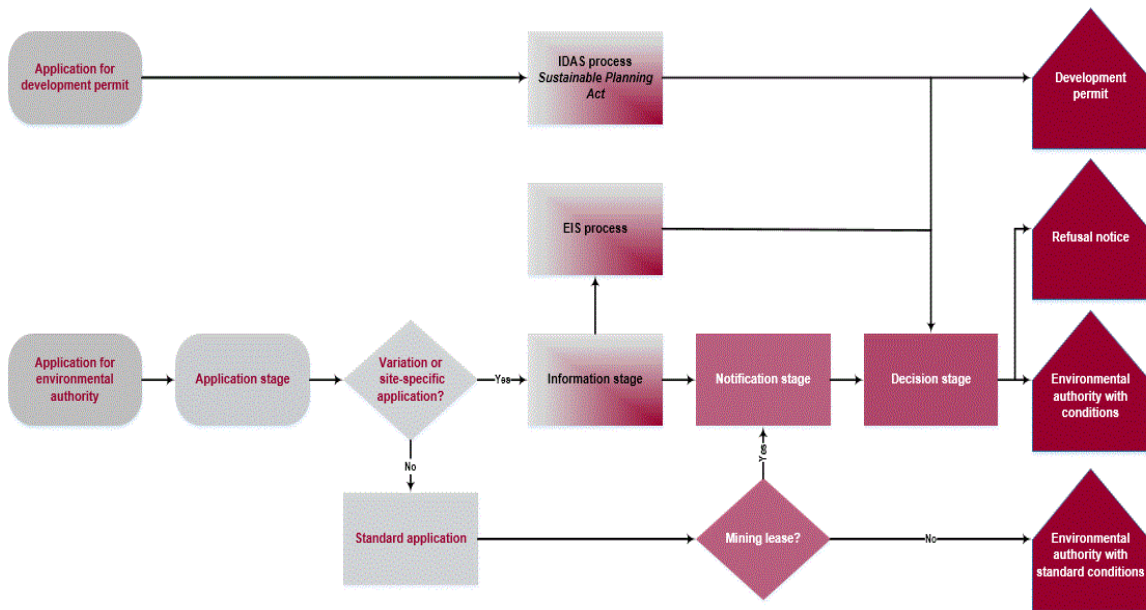 Application for
development permit
IDAS process
Sustainable Planning
Act
Development
permit
EIS process
Refusal notice
Application for
environmental
authority
Application stage
Variation or
site-specific
application?
Yes
Information stage
Notification stage
Decision stage
Environmental
authority with
conditions
No
Yes
Standard application
Mining lease?
No
Environmental
authority with
standard conditions